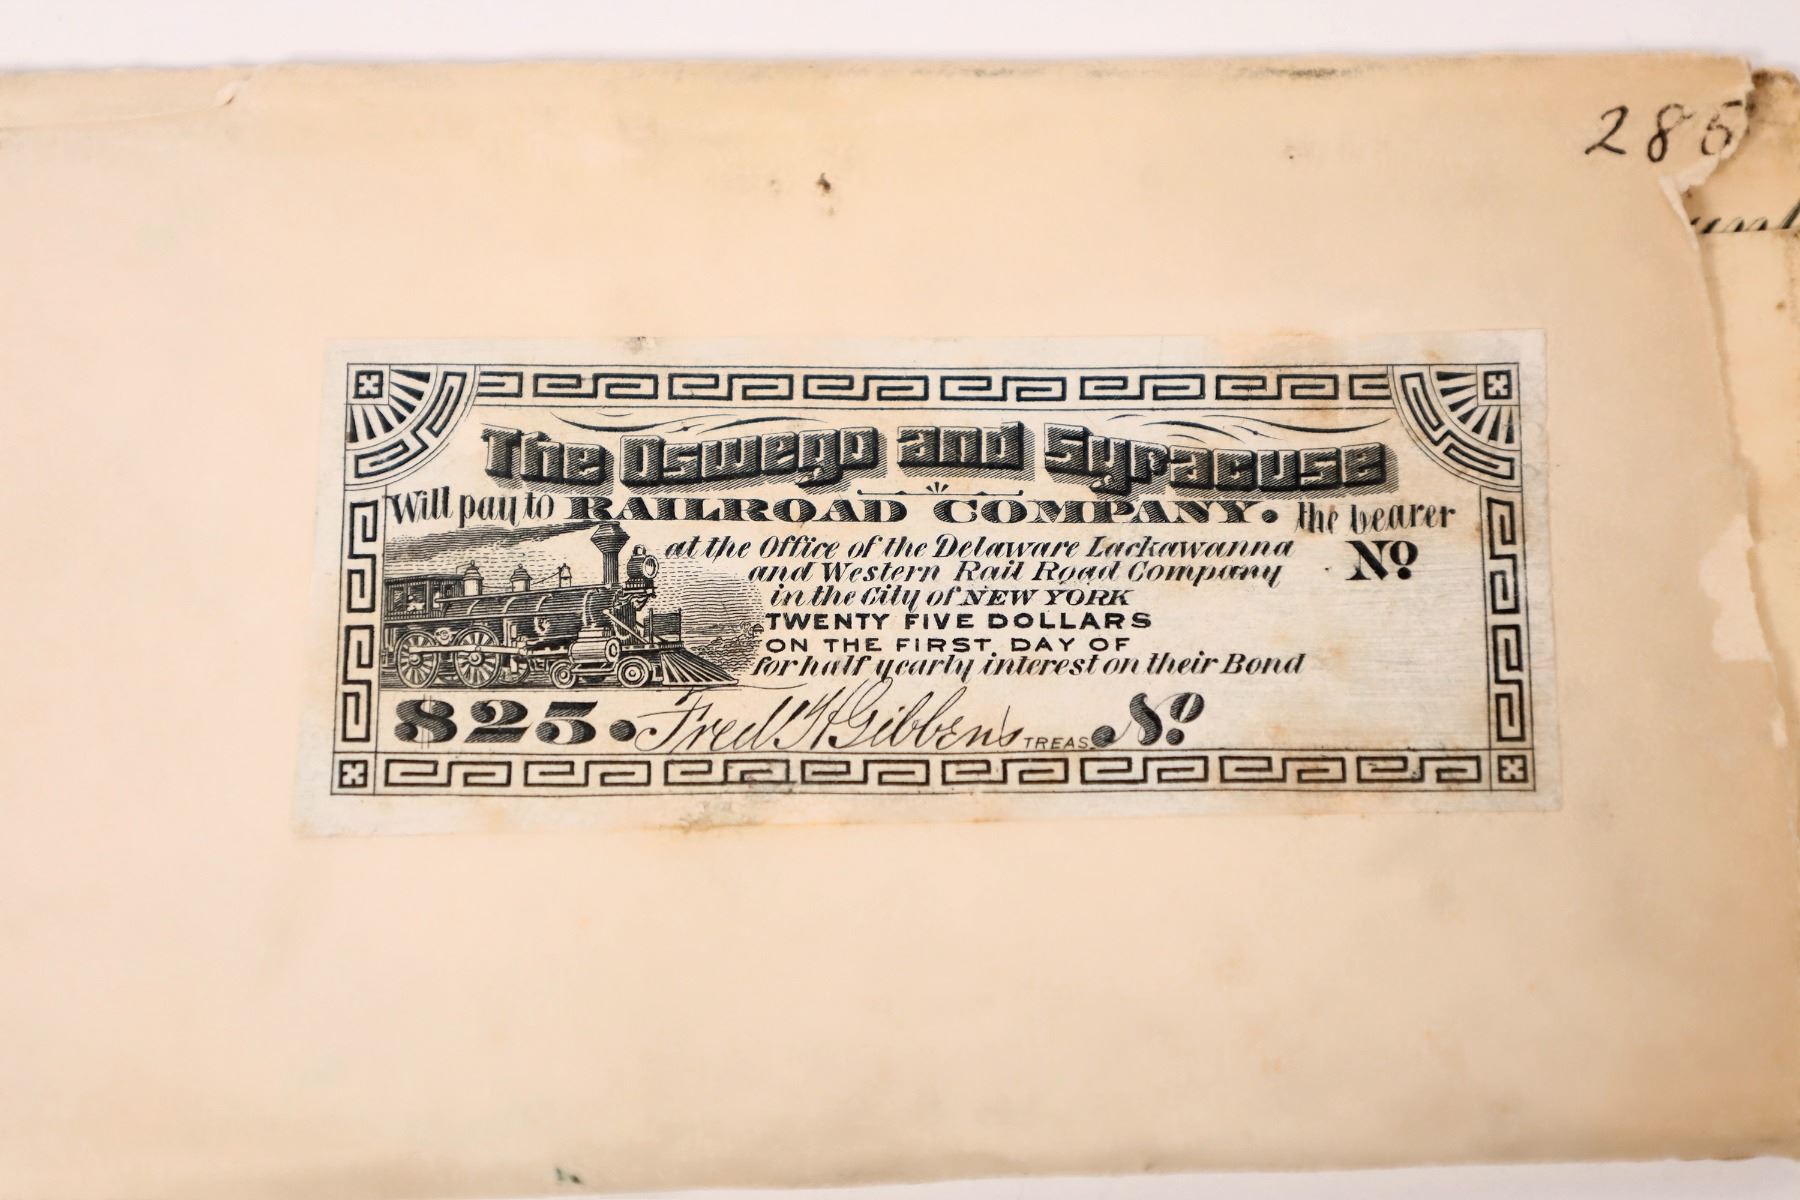 285
The Oswego and Syracuse
Will pay to RAILROAD COMPANY. the bearer
at the Office of the Delaware Lackawanna No
and Western Rail Road Company
in the City of NEW YORK
TWENTY FIVE DOLLARS
ON THE FIRST DAY OF
for half yearly interest on their Bond
$25. Fred H Gibbens TREAS. No